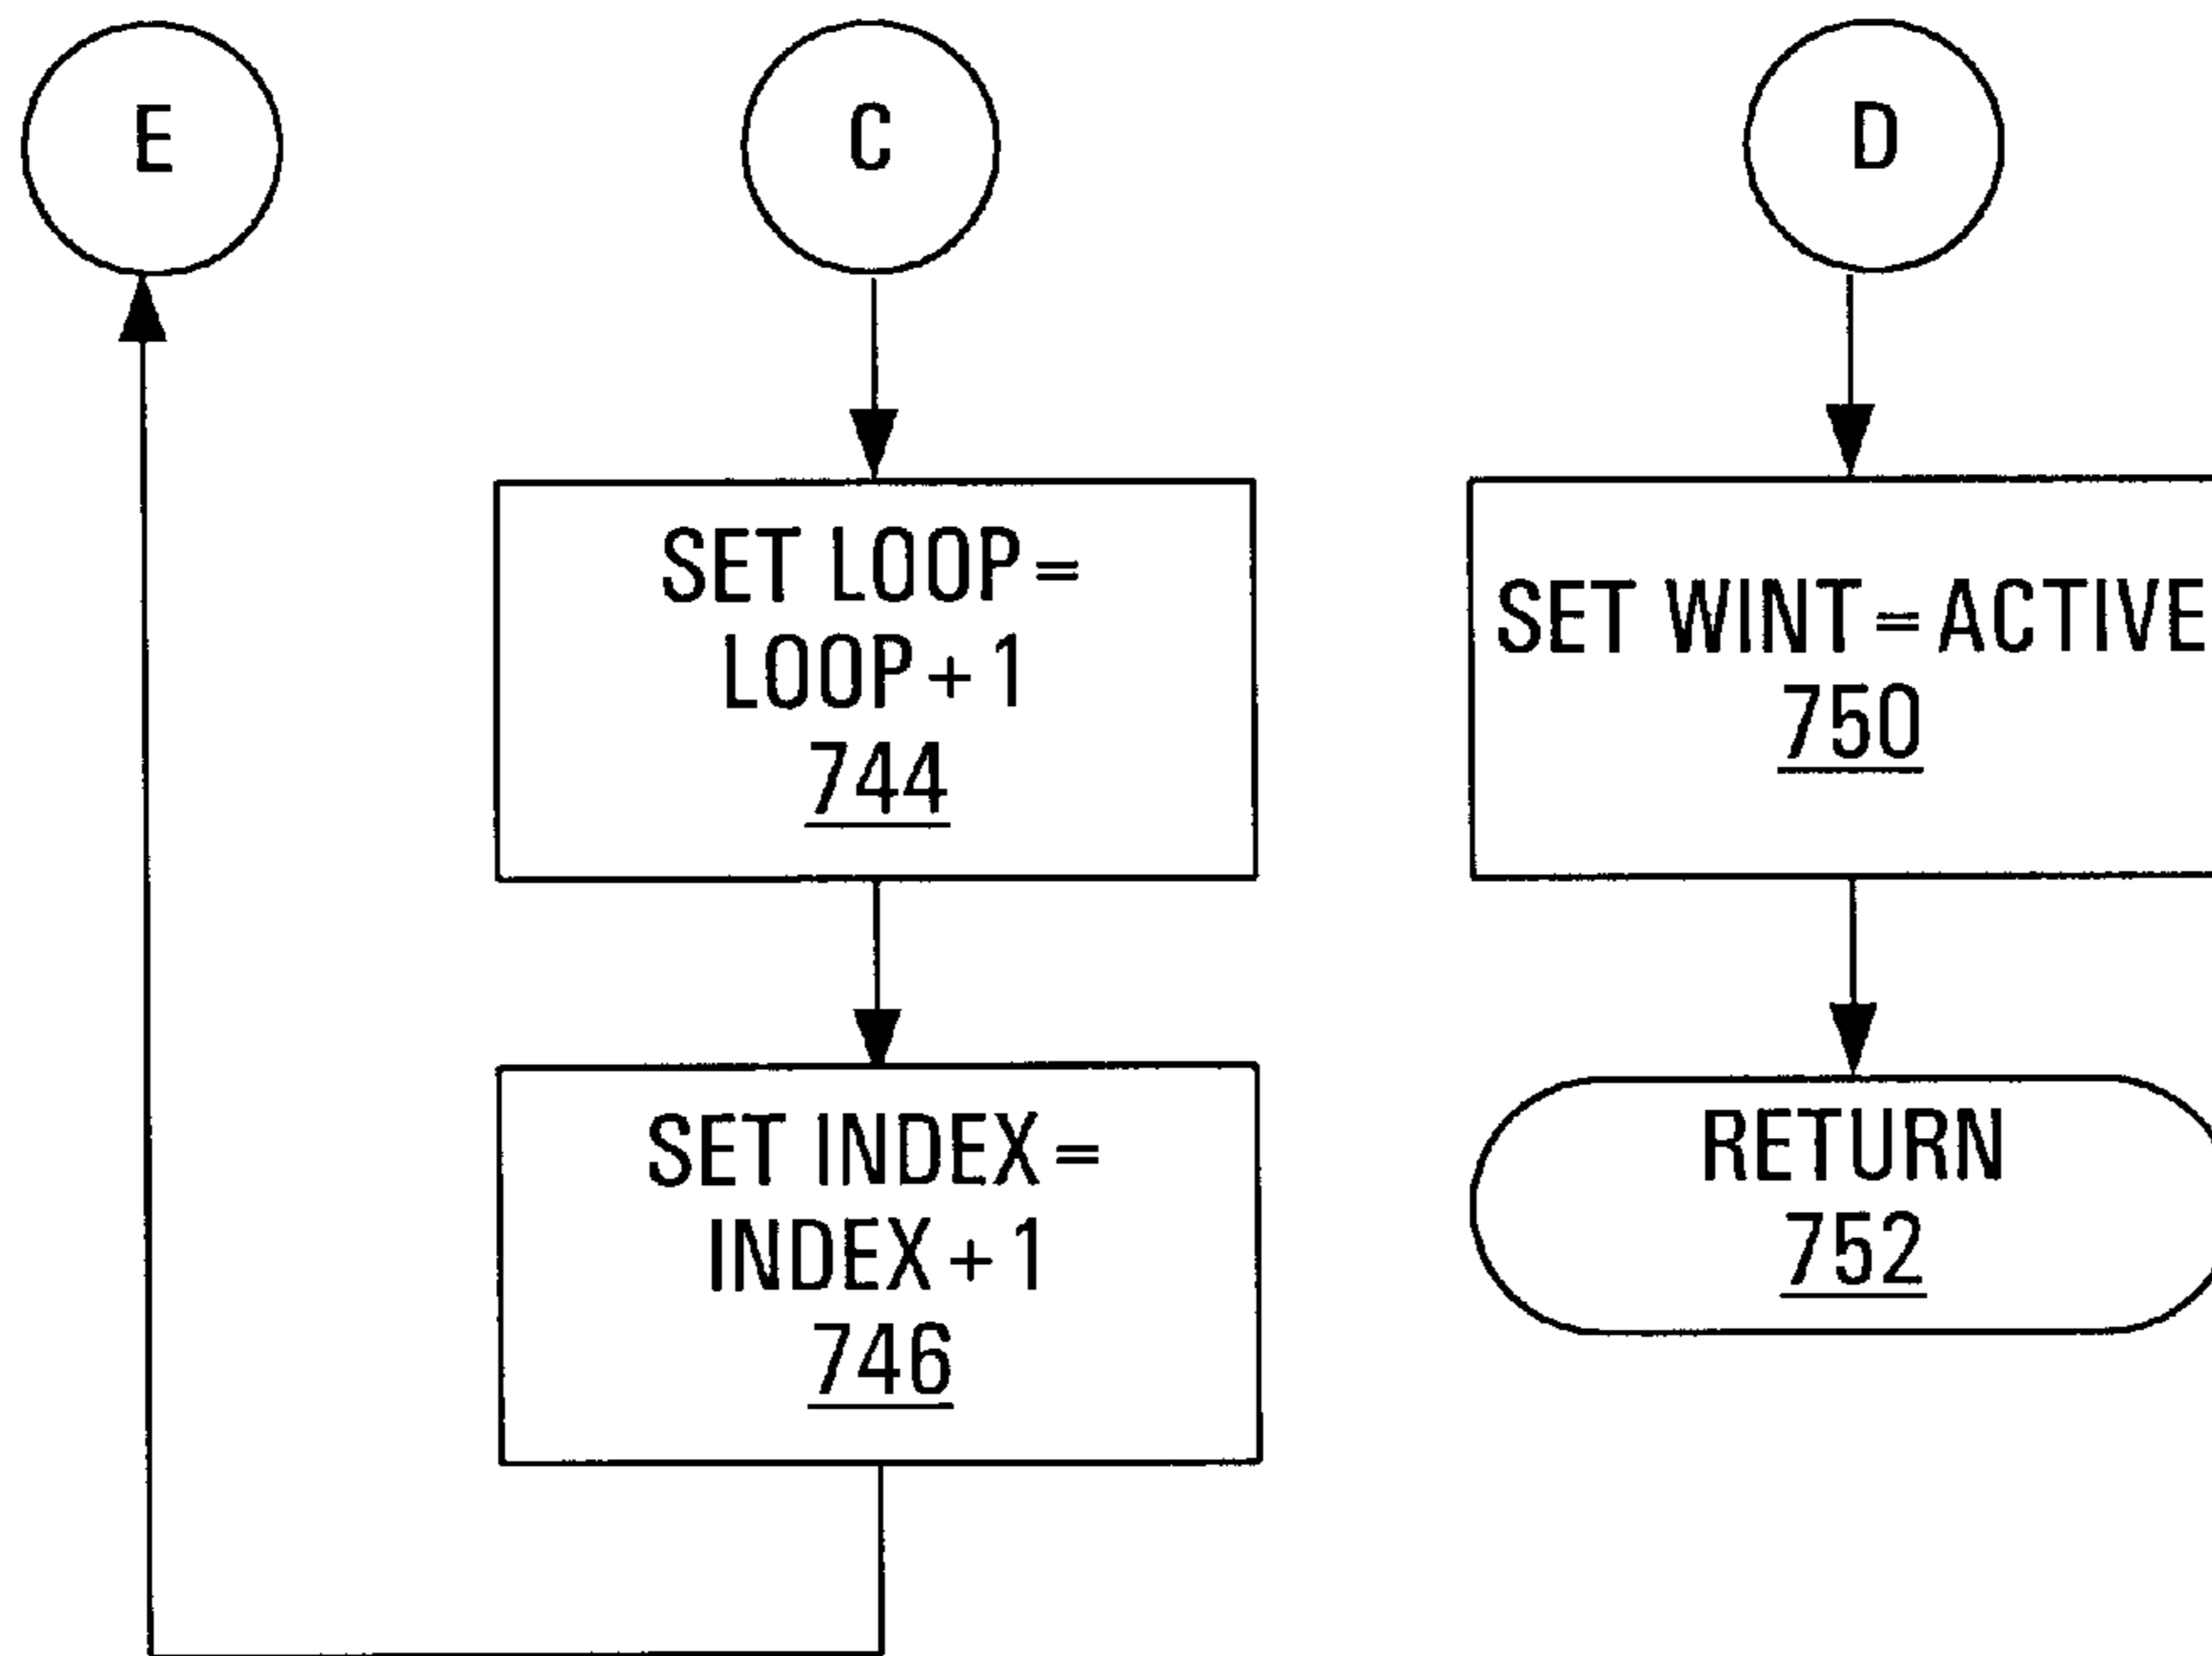 E
C
D
SET LOOP=
LOOP+1
744
SET WINT=ACTIVE
750
SET INDEX=
INDEX+1
746
RETURN
752